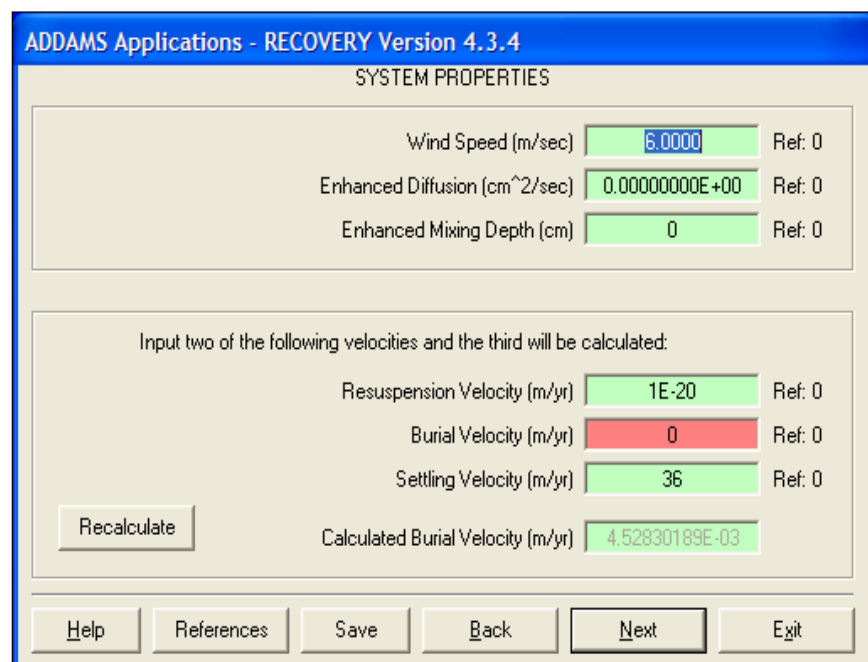 ADDAMS Applications - RECOVERY Version 4.3.4
SYSTEM PROPERTIES
Wind Speed (m/sec) 6.0000 Ref: 0
Enhanced Diffusion (cm^2/sec) 0.00000000E+00 Ref: 0
Enhanced Mixing Depth (cm) 0 Ref: 0
Input two of the following velocities and the third will be calculated:
Resuspension Velocity (m/yr) 1E-20 Ref: 0
Burial Velocity (m/yr) 0 Ref: 0
Settling Velocity (m/yr) 36 Ref: 0
Recalculate Calculated Burial Velocity (m/yr) 4.52830189E-03
Help References Save Back Next Exit